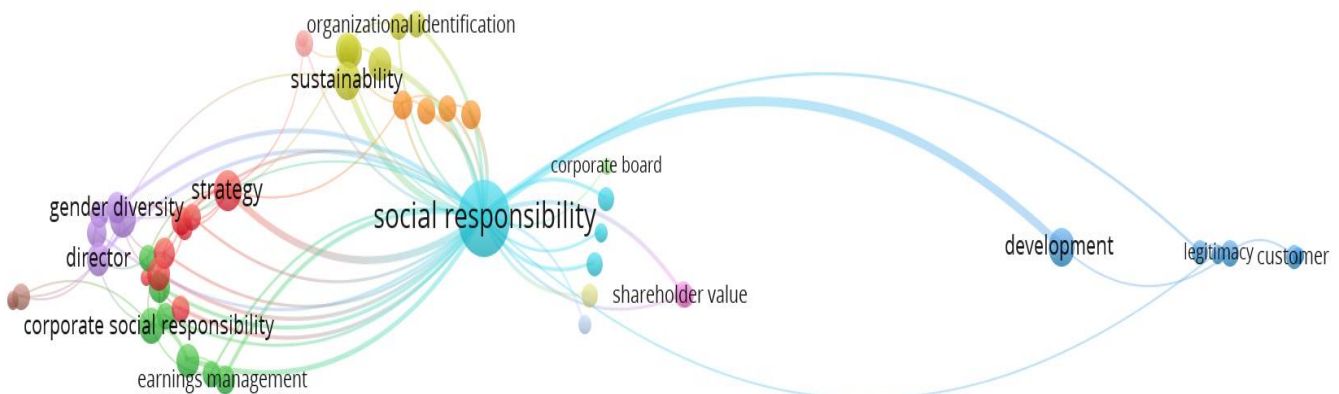 organizational identification
sustainability
corporate board
strategy
gender diversity
social responsibility
development
legitimacy
customer
director
shareholder value
corporate social responsibility
earnings management